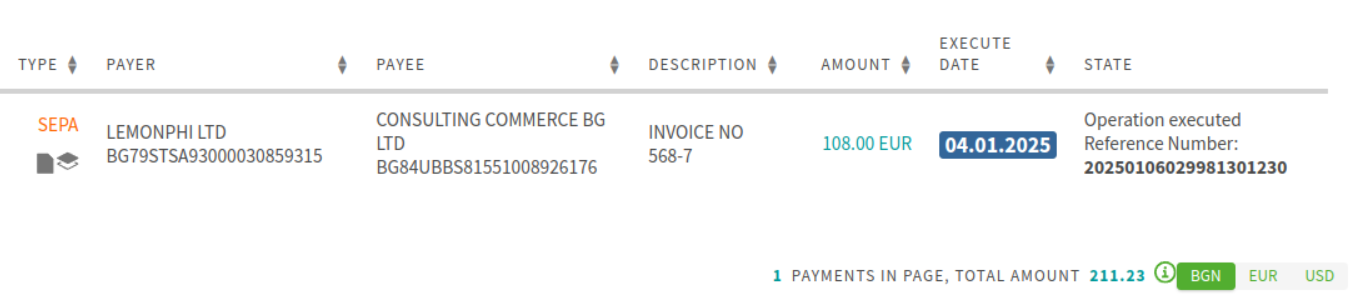 TYPE PAYER PAYEE DESCRIPTION AMOUNT EXECUTE DATE STATE
SEPA
LEMONPHI LTD
BG79STSA93000030859315
CONSULTING COMMERCE BG
LTD
BG84UBBS81551008926176
INVOICE NO
568-7
108.00 EUR
04.01.2025
Operation executed
Reference Number:
20250106029981301230
1 PAYMENTS IN PAGE, TOTAL AMOUNT 211.23 BGN EUR USD